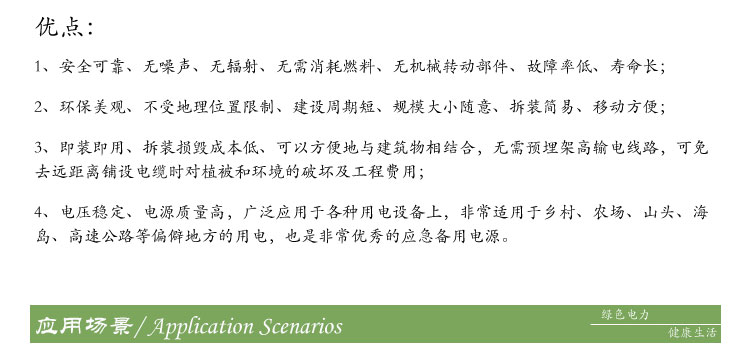 优点：
1、安全可靠、无噪声、无辐射、无需消耗燃料、无机械转动部件、故障率低、寿命长；
2、环保美观、不受地理位置限制、建设周期短、规模大小随意、拆装简易、移动方便；
3、即装即用、拆装损毁成本低、可以方便地与建筑物相结合，无需预埋架高输电线路，可免
去远距离铺设电缆时对植被和环境的破坏及工程费用；
4、电压稳定、电源质量高，广泛应用于各种用电设备上，非常适用于乡村、农场、山头、海
岛、高速公路等偏僻地方的用电，也是非常优秀的应急备用电源。
应用场景/Application Scenarios
绿色电力
健康生活